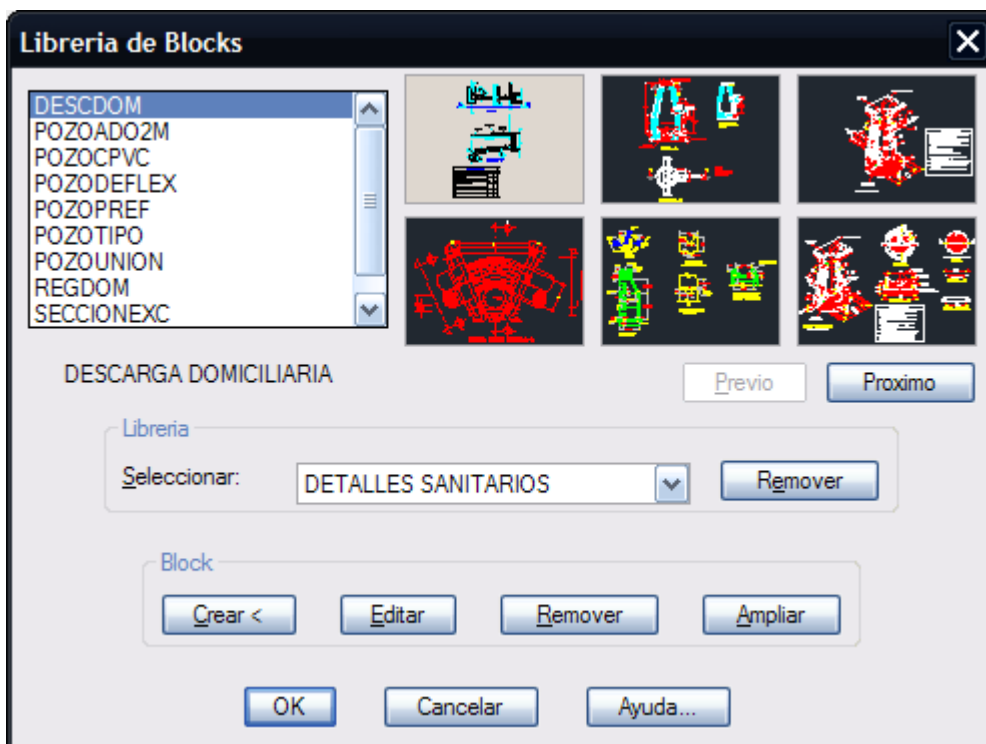 Libreria de Blocks
DESCDOM
POZOADO2M
POZOCPVC
POZODEFLEX
POZOPREF
POZOTIPO
POZOUNION
REGDOM
SECCIONEXC
DESCARGA DOMICILIARIA
Previo Proximo
Libreria
Seleccionar: DETALLES SANITARIOS Remover
Block
Crear < Editar Remover Ampliar
OK Cancelar Ayuda...